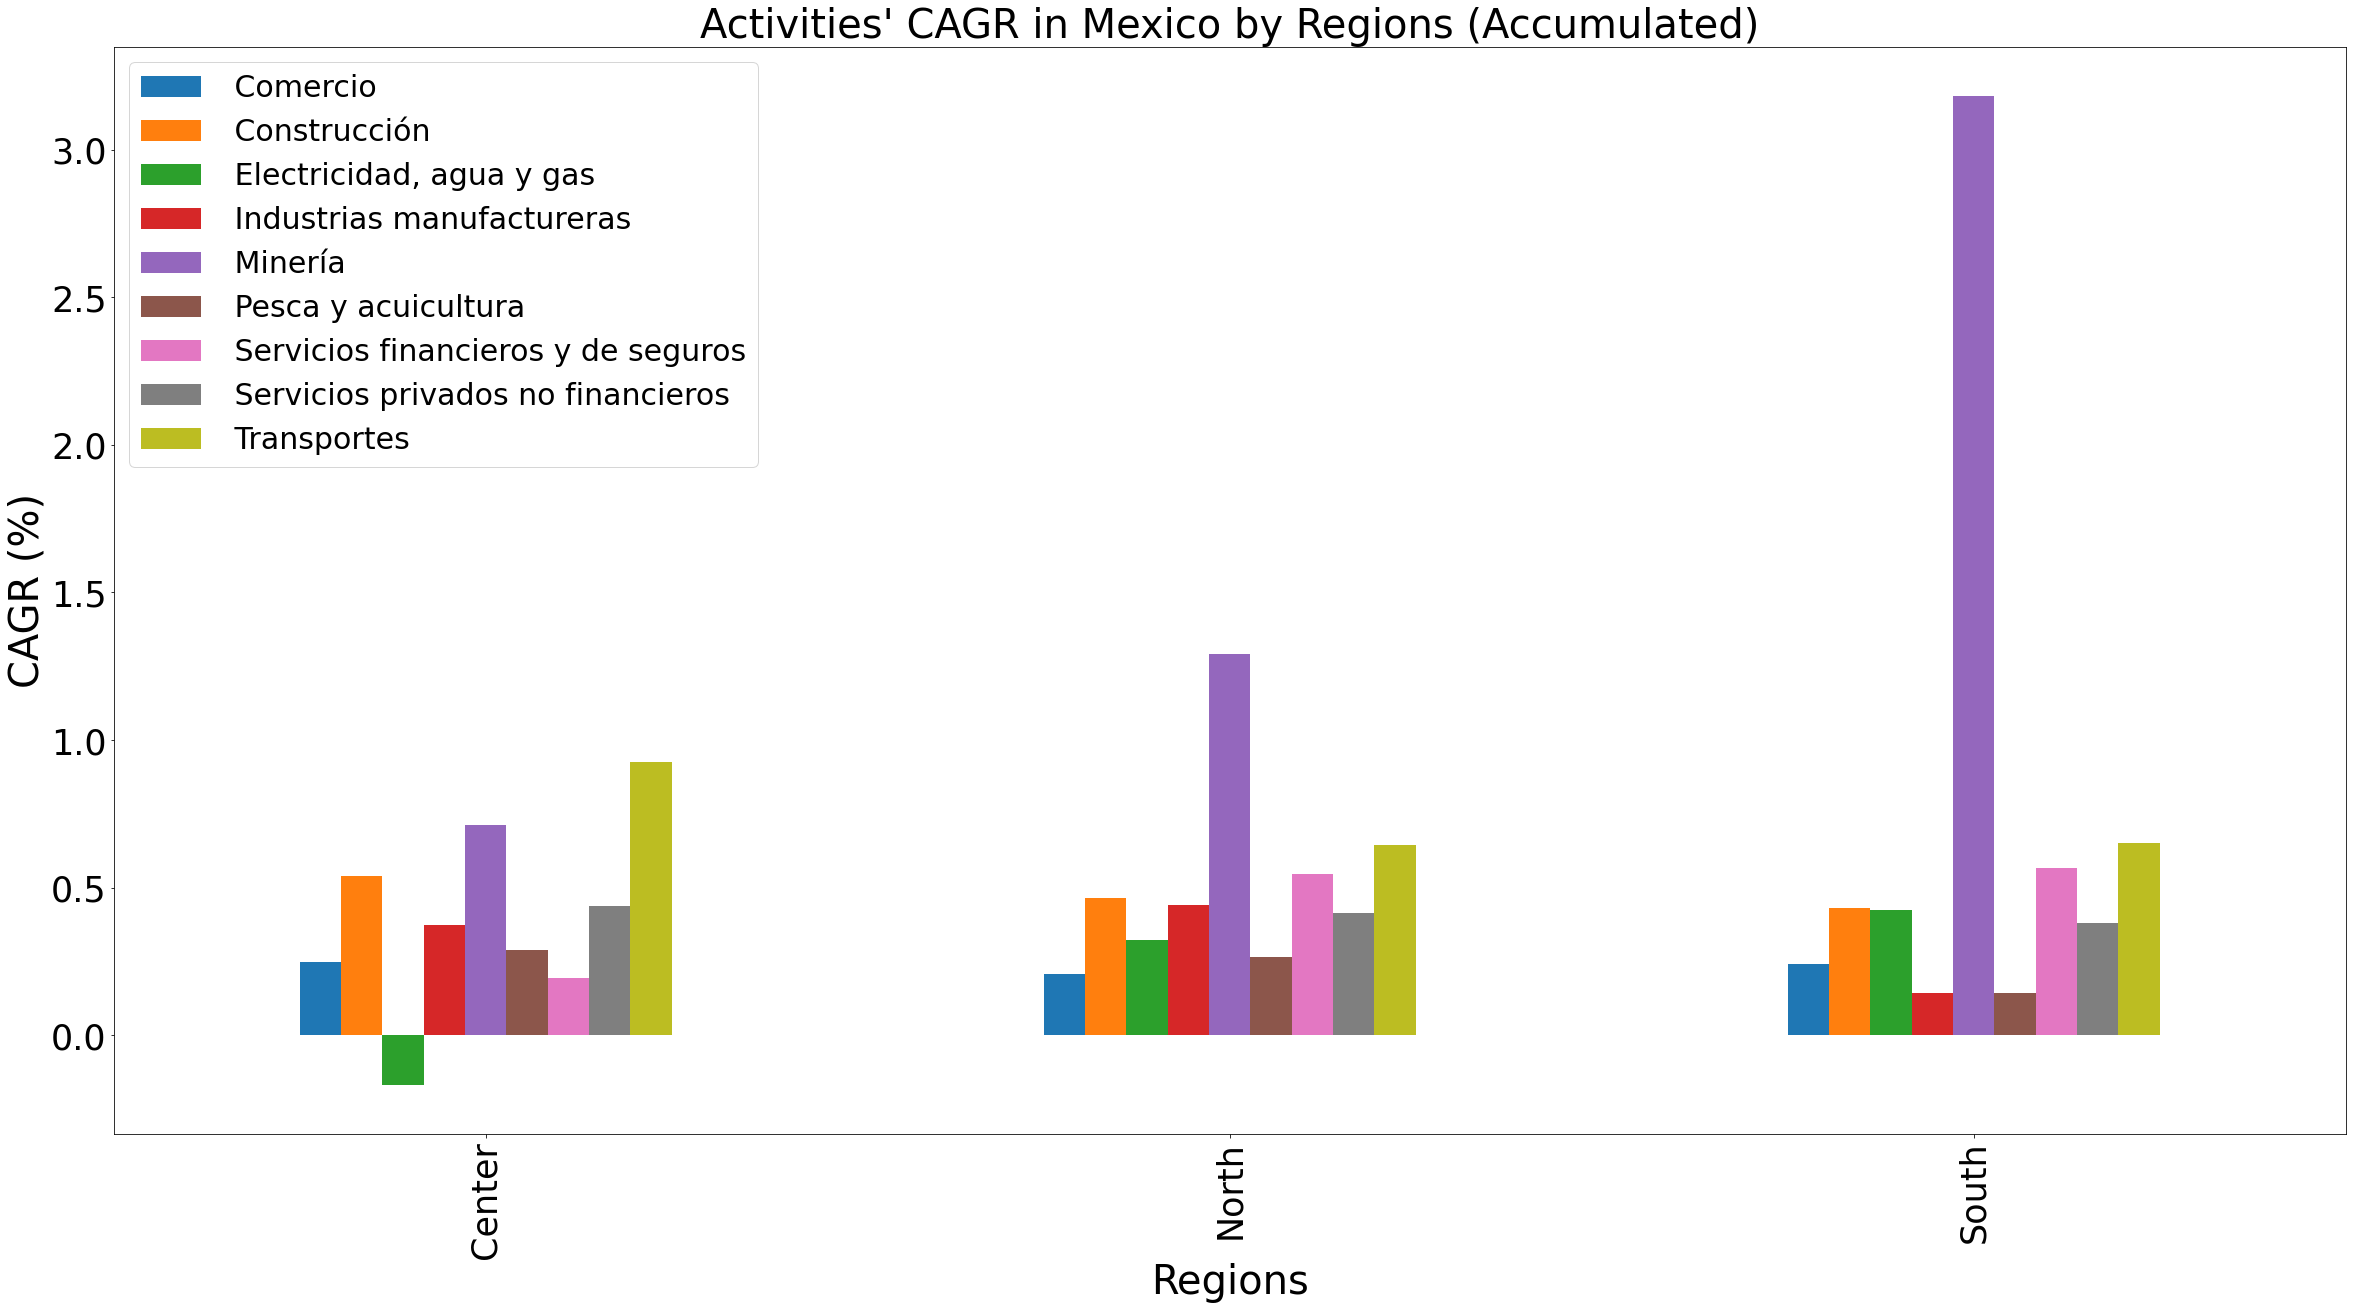 Activities' CAGR in Mexico by Regions (Accumulated)
Comercio
Construcción
Electricidad, agua y gas
Industrias manufactureras
Minería
Pesca y acuicultura
Servicios financieros y de seguros
Servicios privados no financieros
Transportes
CAGR (%)
3.0
2.5
2.0
1.5
1.0
0.5
0.0
Center
North
South
Regions